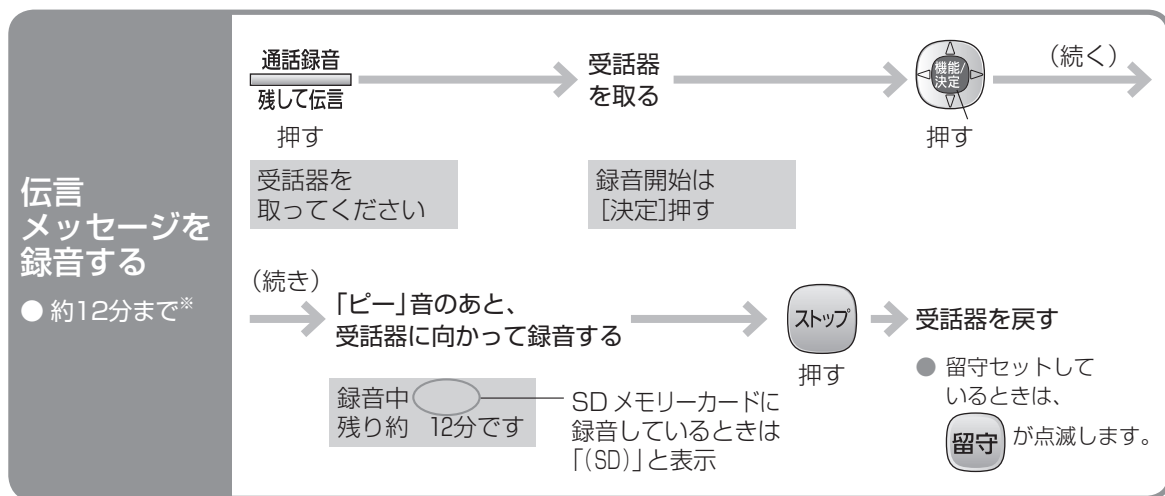 伝言
メッセージを
録音する
● 約12分まで※
通話録音
残して伝言
押す
受話器を
取ってください
受話器
を取る
録音開始は
[決定]押す
機能/
決定
押す
(続く)
(続き)
「ピー」音のあと、
受話器に向かって録音する
録音中
残り約 12分です
SDメモリーカードに
録音しているときは
「(SD)」と表示
ストップ
押す
受話器を戻す
● 留守セットして
いるときは、
留守 が点滅します。